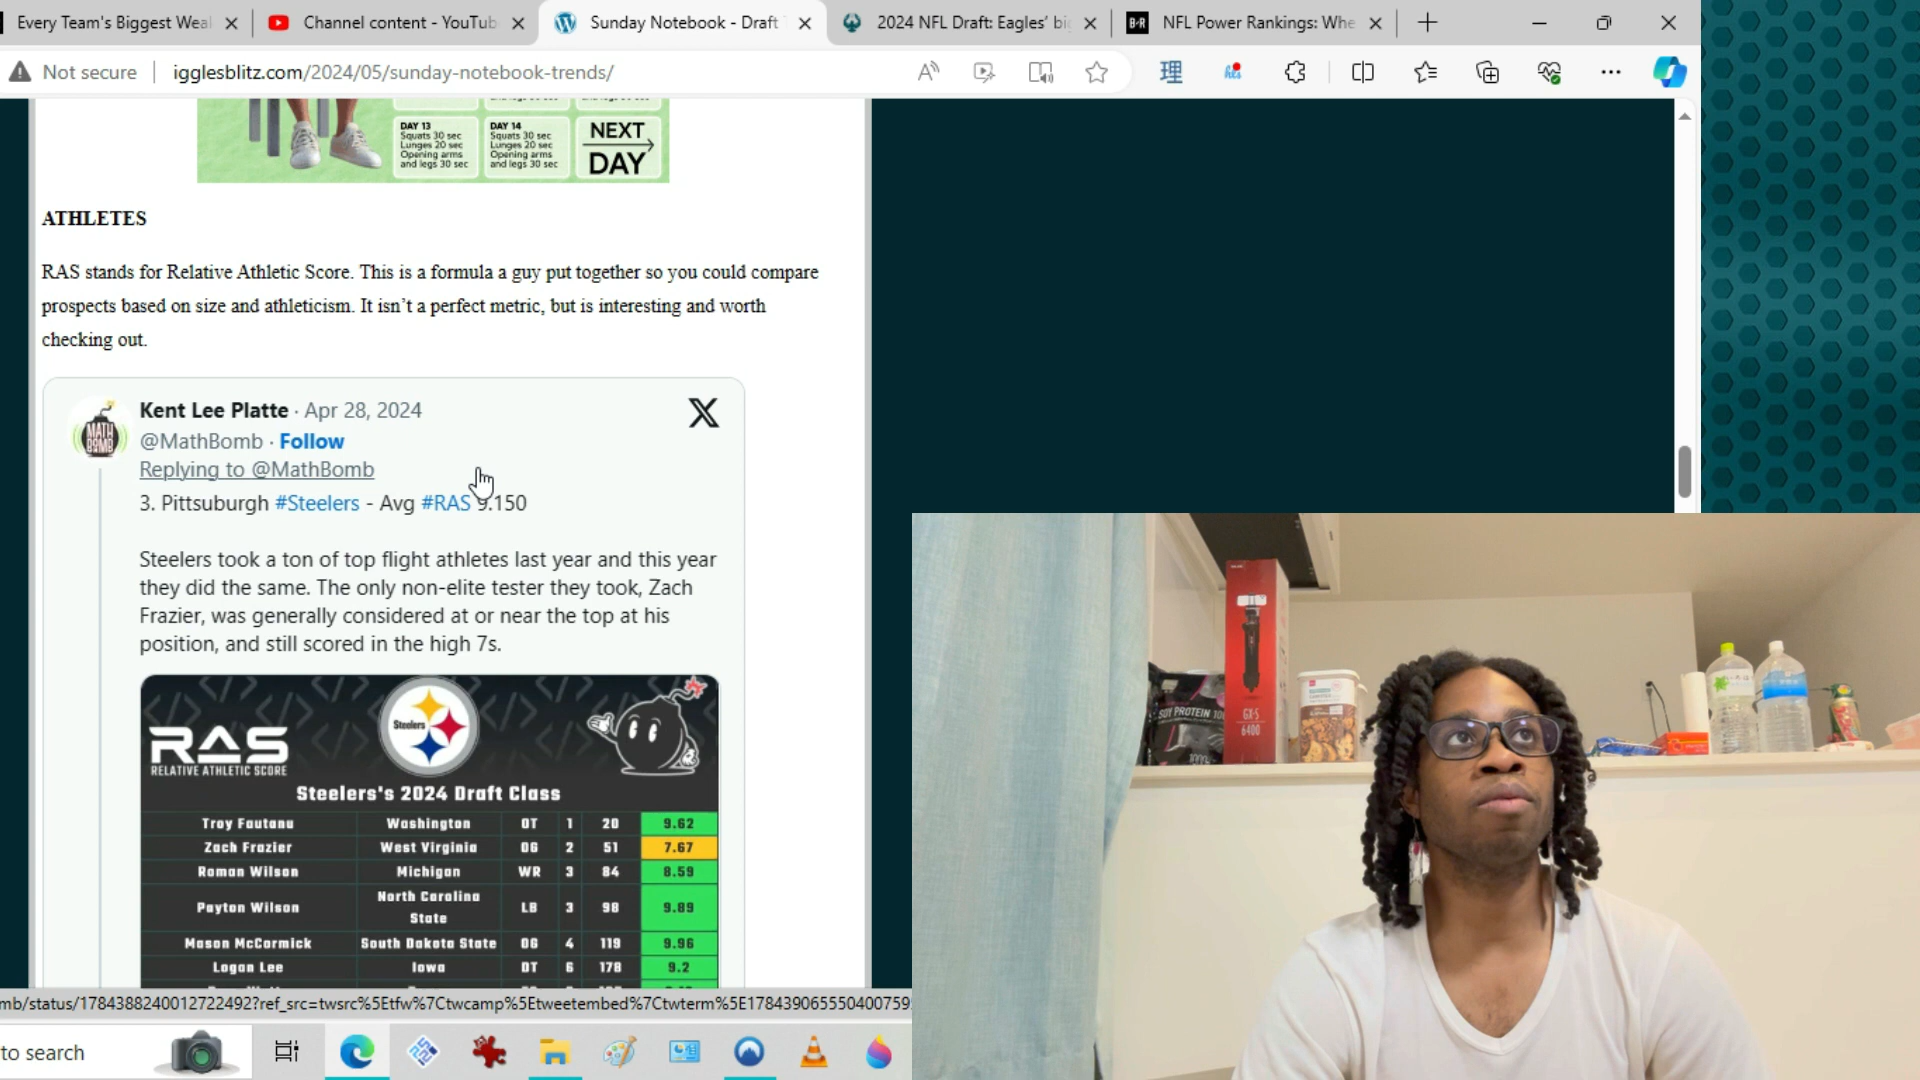 Every Team's Biggest Weal
Channel content - YouTub
Sunday Notebook - Draft
2024 NFL Draft: Eagles' bi
B·R
NFL Power Rankings: Whe
Not secure
igglesblitz.com/2024/05/sunday-notebook-trends/
DAY 13
Squats 30 sec
Lunges 20 sec
Opening arms
and legs 30 sec
DAY 14
Squats 30 sec
Lunges 20 sec
Opening arms
and legs 30 sec
NEXT
DAY
ATHLETES
RAS stands for Relative Athletic Score. This is a formula a guy put together so you could compare
prospects based on size and athleticism. It isn't a perfect metric, but is interesting and worth
checking out.
MATH
BOMB
Kent Lee Platte · Apr 28, 2024
@MathBomb · Follow
Replying to @MathBomb
3. Pittsuburgh #Steelers - Avg #RAS 9.150
Steelers took a ton of top flight athletes last year and this year
they did the same. The only non-elite tester they took, Zach
Frazier, was generally considered at or near the top at his
position, and still scored in the high 7s.
RAS
RELATIVE ATHLETIC SCORE
Steelers
Steelers's 2024 Draft Class
Troy Fautanu Washington OT 1 20 9.62
Zach Frazier West Virginia OG 2 51 7.67
Roman Wilson Michigan WR 3 84 8.59
Payton Wilson North Carolina State LB 3 98 9.89
Mason McCormick South Dakota State OG 4 119 9.96
Logan Lee Iowa DT 6 178 9.2
mb/status/1784388240012722492?ref_src=twsrc%5Etfw%7Ctwcamp%5Etweetembed%7Ctwterm%5E178439065550400759
to search
理
SOY PROTEIN 100
GX-S
6400